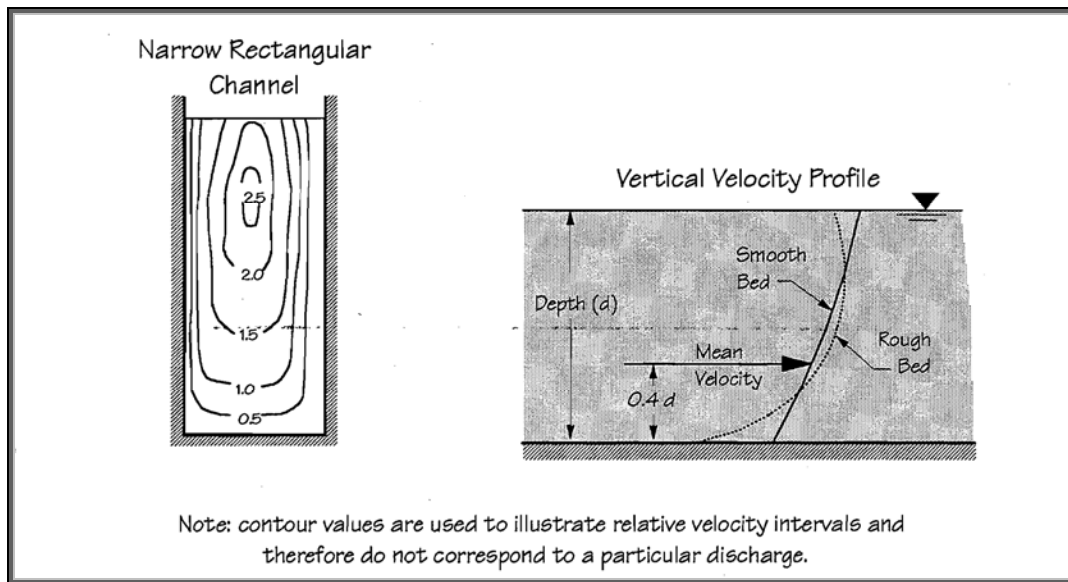 Narrow Rectangular
Channel
2.5
2.0
1.5
1.0
0.5
Vertical Velocity Profile
Smooth
Bed
Depth (d)
Rough
Bed
Mean
Velocity
0.4 d
Note: contour values are used to illustrate relative velocity intervals and
therefore do not correspond to a particular discharge.